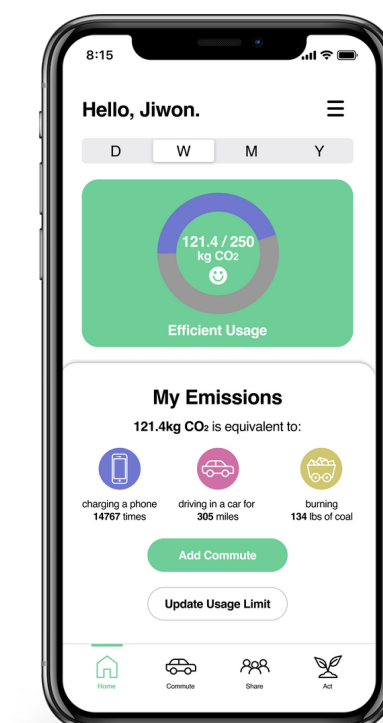 8:15
Hello, Jiwon.
D W M Y
121.4 / 250
kg CO₂
Efficient Usage
My Emissions
121.4kg CO₂ is equivalent to:
charging a phone
14767 times
driving in a car for
305 miles
burning
134 lbs of coal
Add Commute
Update Usage Limit
Home Commute Share Act